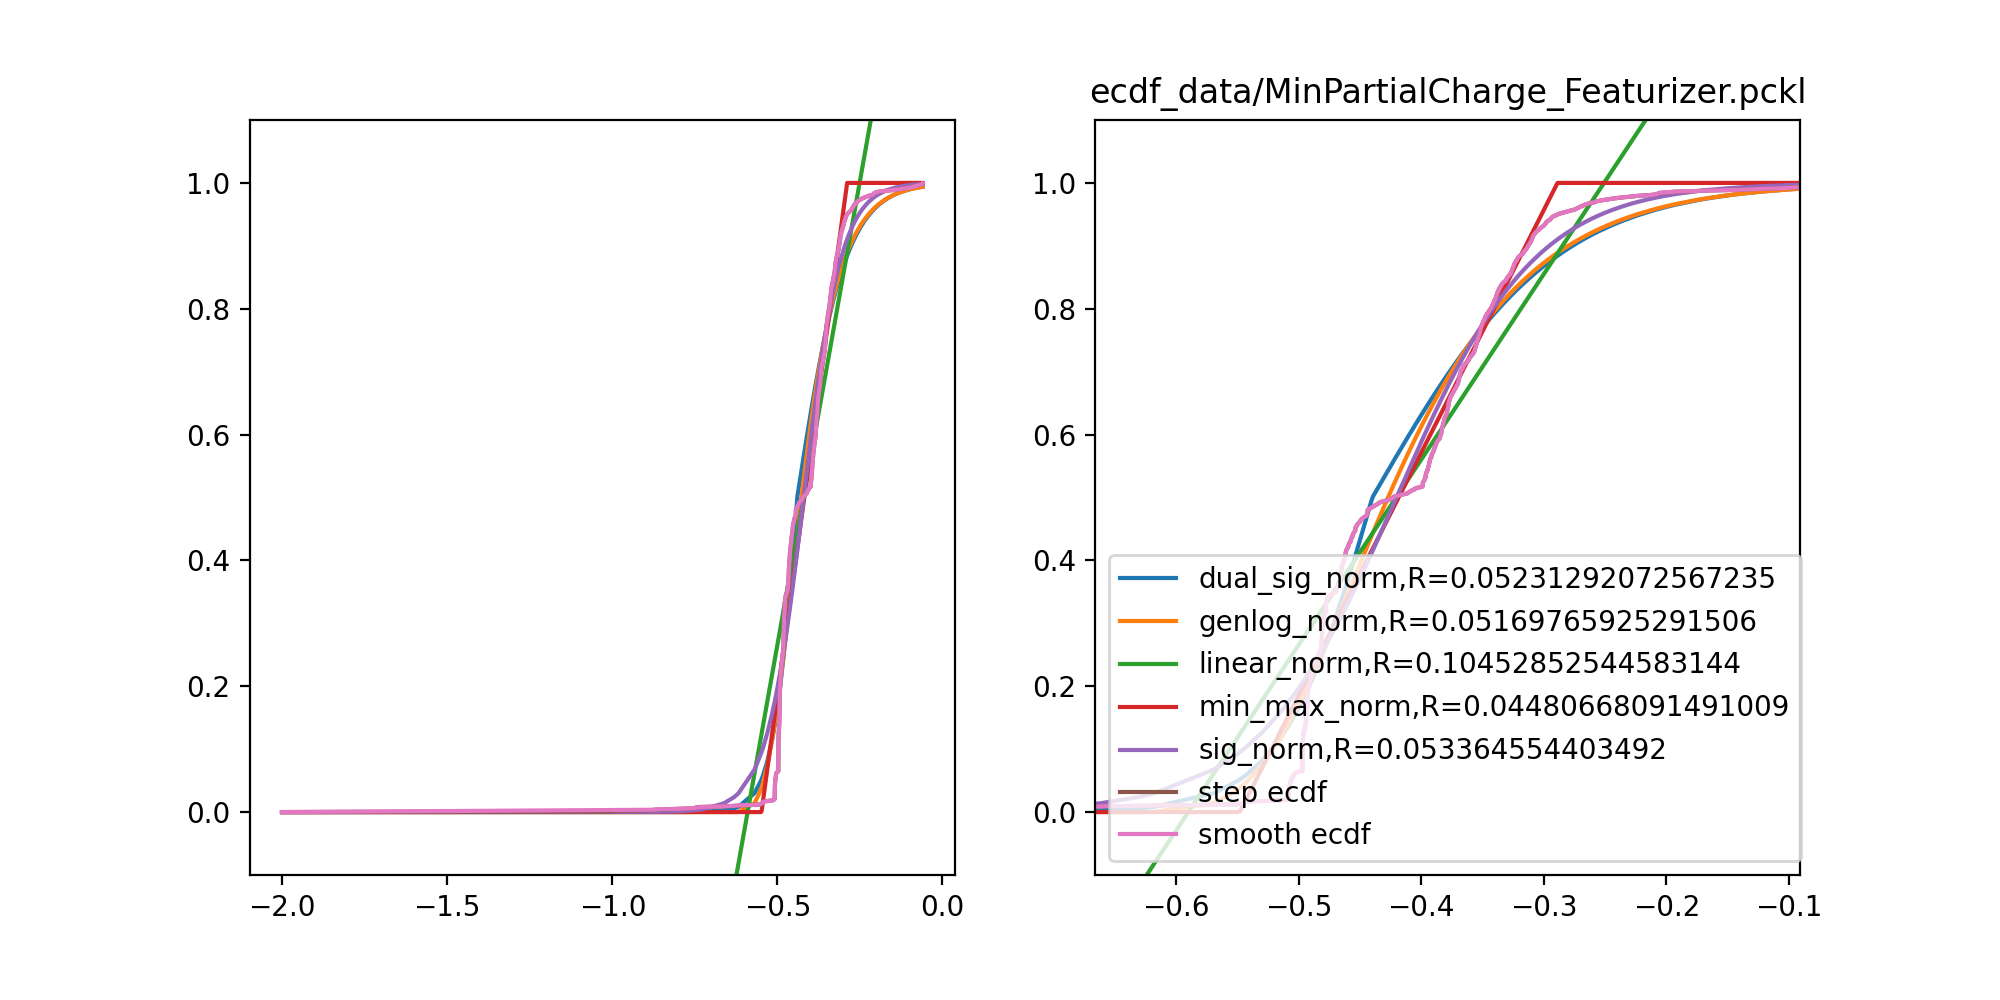 ecdf_data/MinPartialCharge_Featurizer.pckl
1.0
0.8
0.6
0.4
0.2
0.0
−2.0 −1.5 −1.0 −0.5 0.0
1.0
0.8
0.6
0.4
0.2
0.0
−0.6 −0.5 −0.4 −0.3 −0.2 −0.1
dual_sig_norm,R=0.05231292072567235
genlog_norm,R=0.05169765925291506
linear_norm,R=0.10452852544583144
min_max_norm,R=0.04480668091491009
sig_norm,R=0.053364554403492
step ecdf
smooth ecdf